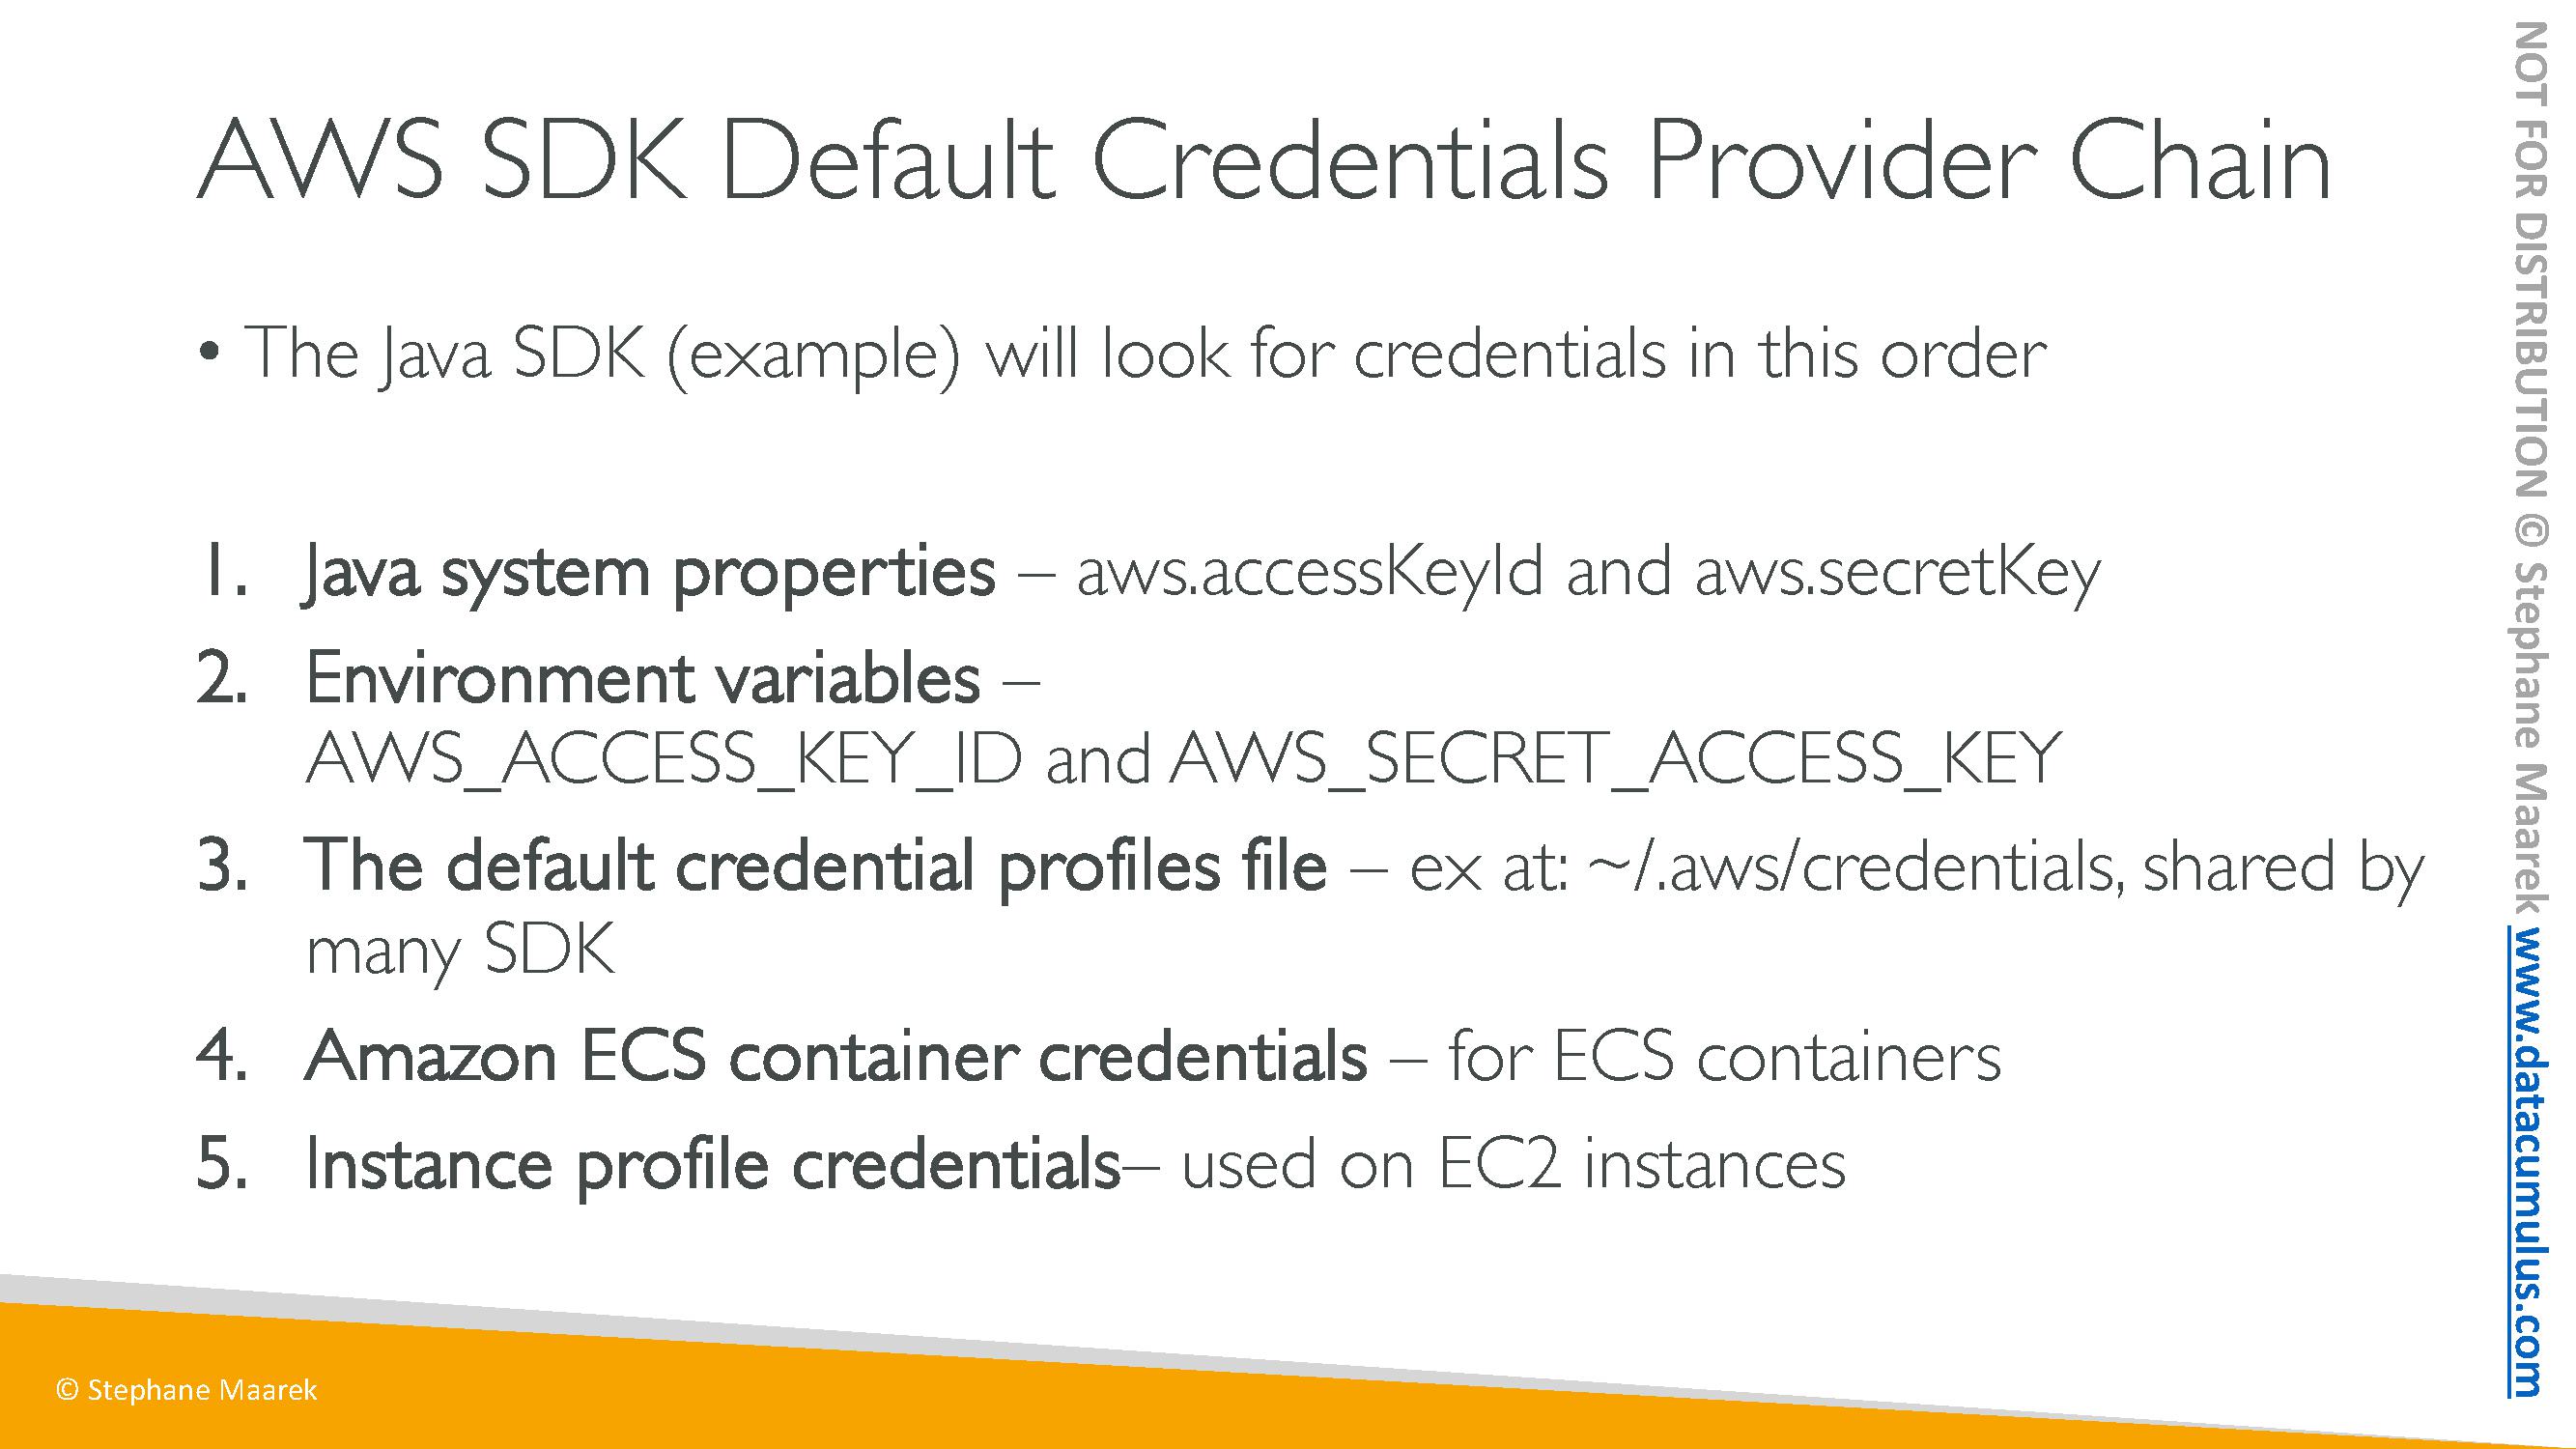 AWS SDK Default Credentials Provider Chain
• The Java SDK (example) will look for credentials in this order
1. Java system properties – aws.accessKeyId and aws.secretKey
2. Environment variables –
AWS_ACCESS_KEY_ID and AWS_SECRET_ACCESS_KEY
3. The default credential profiles file – ex at: ~/.aws/credentials, shared by
many SDK
4. Amazon ECS container credentials – for ECS containers
5. Instance profile credentials– used on EC2 instances
© Stephane Maarek
NOT FOR DISTRIBUTION © Stephane Maarek www.datacumulus.com